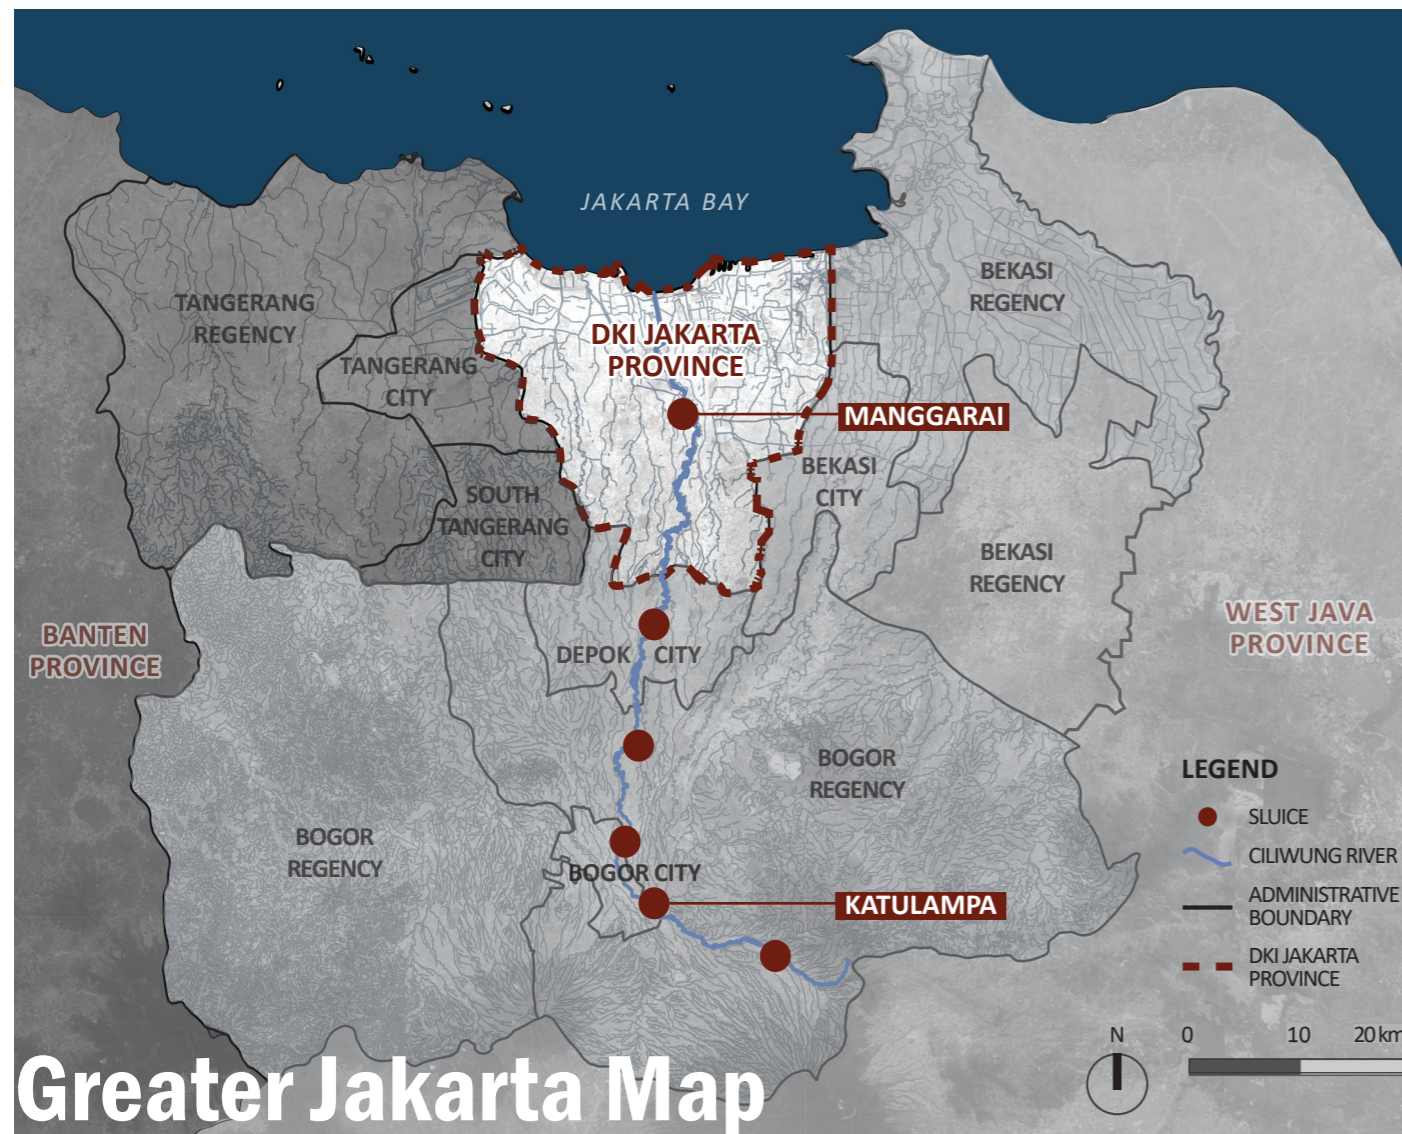 JAKARTA BAY
TANGERANG
REGENCY
BEKASI
REGENCY
DKI JAKARTA
PROVINCE
TANGERANG
CITY
MANGGARAI
BEKASI
CITY
SOUTH
TANGERANG
CITY
BEKASI
REGENCY
BANTEN
PROVINCE
WEST JAVA
PROVINCE
DEPOK CITY
BOGOR
REGENCY
BOGOR
REGENCY
BOGOR CITY
KATULAMPA
LEGEND
SLUICE
CILIWUNG RIVER
ADMINISTRATIVE
BOUNDARY
DKI JAKARTA
PROVINCE
N
0 10 20 km
Greater Jakarta Map